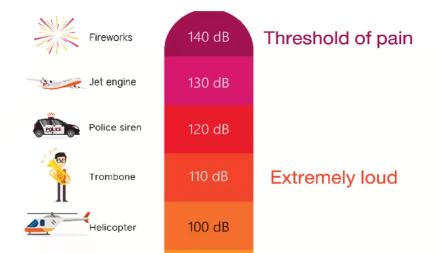 Fireworks 140 dB Threshold of pain
Jet engine 130 dB
POLICE
Police siren 120 dB
Trombone 110 dB Extremely loud
Helicopter 100 dB